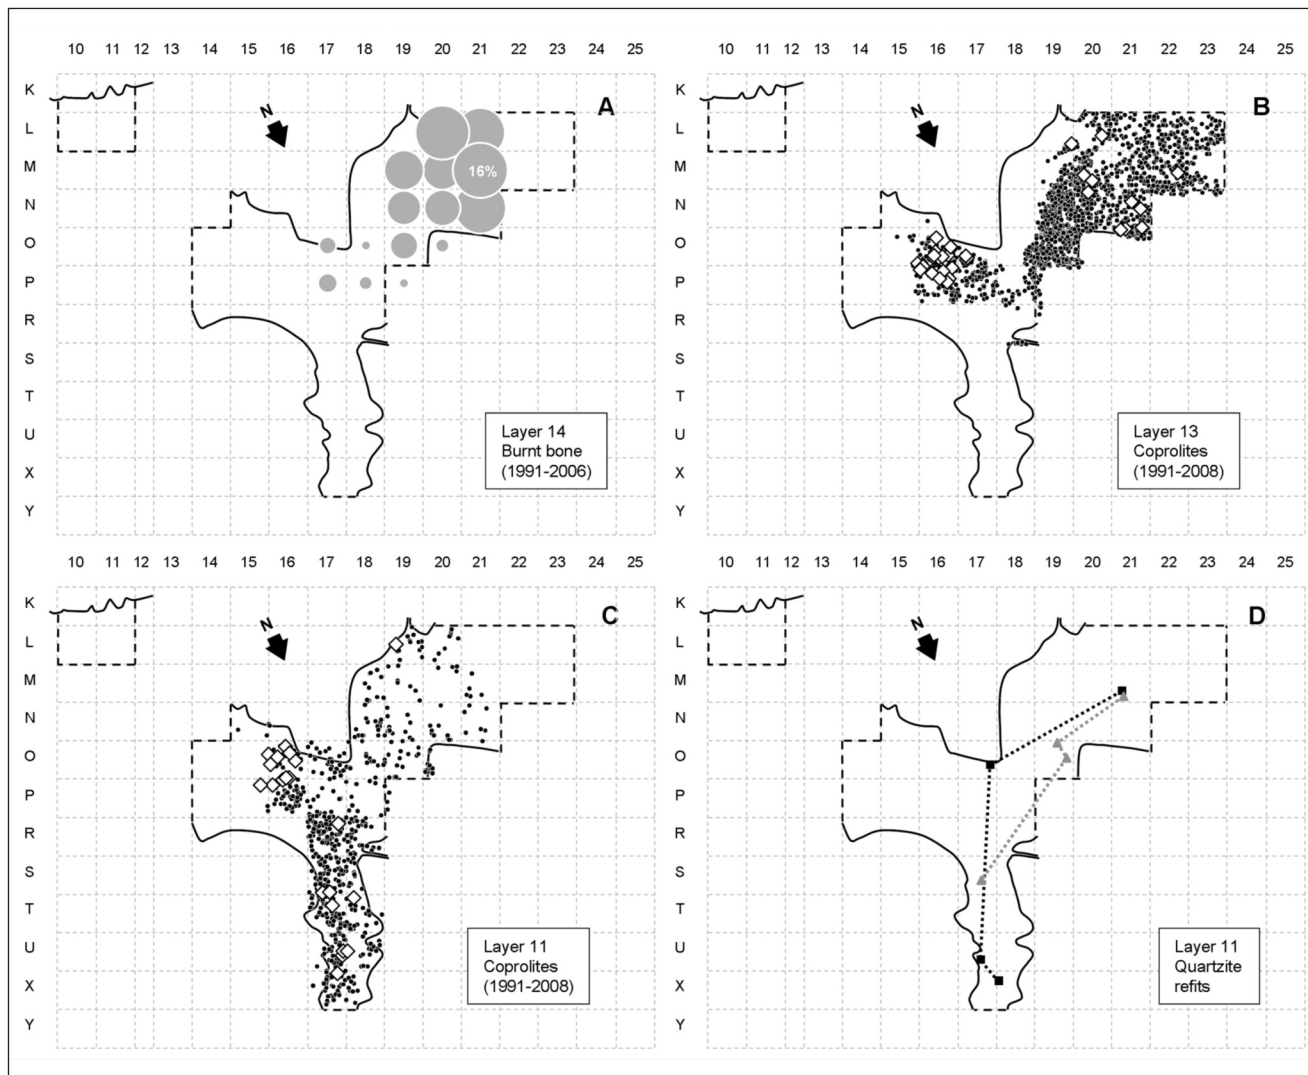 10 11 12 13 14 15 16 17 18 19 20 21 22 23 24 25
K
L
M
N
O
P
R
S
T
U
X
Y
N
A
16%
Layer 14
Burnt bone
(1991-2006)
10 11 12 13 14 15 16 17 18 19 20 21 22 23 24 25
K
L
M
N
O
P
R
S
T
U
X
Y
N
B
Layer 13
Coprolites
(1991-2008)
10 11 12 13 14 15 16 17 18 19 20 21 22 23 24 25
K
L
M
N
O
P
R
S
T
U
X
Y
N
C
Layer 11
Coprolites
(1991-2008)
10 11 12 13 14 15 16 17 18 19 20 21 22 23 24 25
K
L
M
N
O
P
R
S
T
U
X
Y
N
D
Layer 11
Quartzite
refits